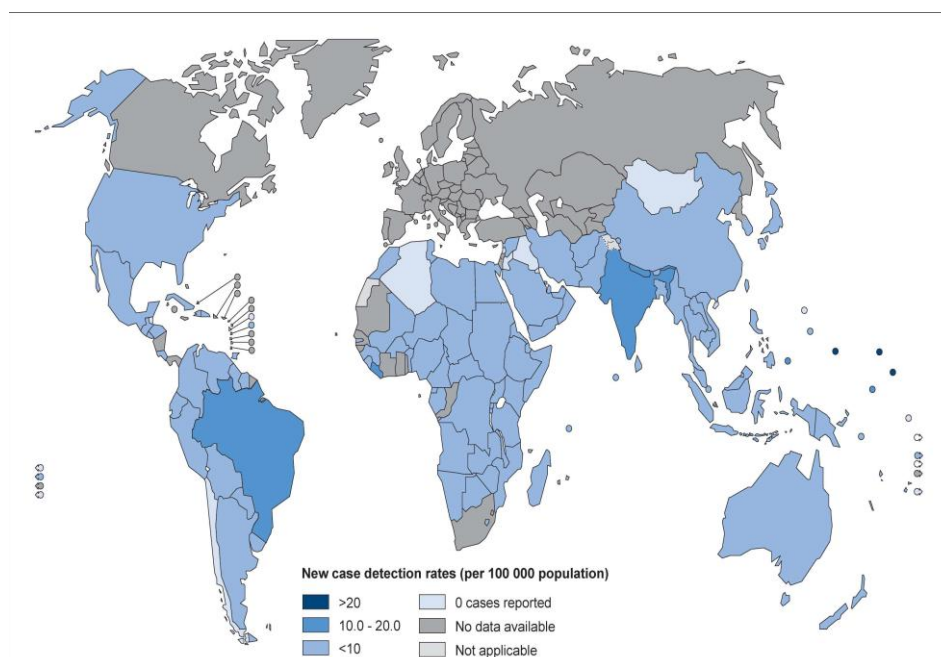 New case detection rates (per 100 000 population)
>20
10.0 - 20.0
<10
0 cases reported
No data available
Not applicable